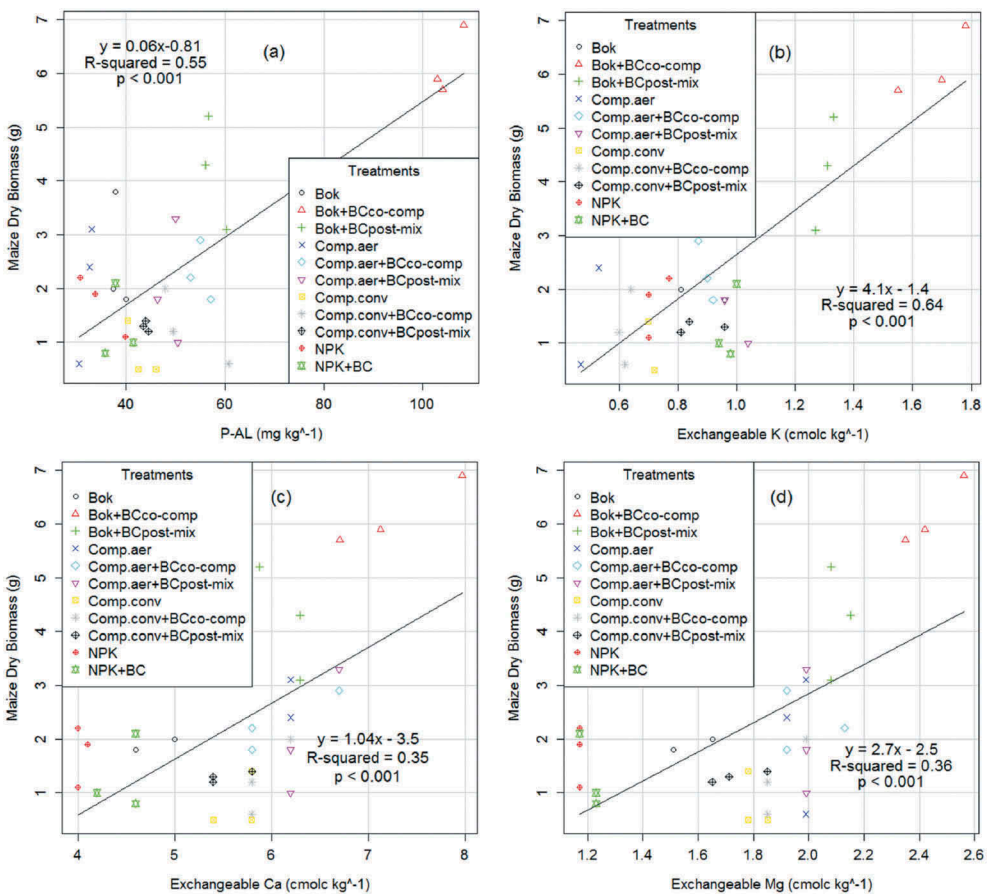 (a)
y = 0.06x-0.81
R-squared = 0.55
p < 0.001
Maize Dry Biomass (g)
7
6
5
4
3
2
1
Treatments
Bok
Bok+BCco-comp
Bok+BCpost-mix
Comp.aer
Comp.aer+BCco-comp
Comp.aer+BCpost-mix
Comp.conv
Comp.conv+BCco-comp
Comp.conv+BCpost-mix
NPK
NPK+BC
40 60 80 100
P-AL (mg kg^-1)
(b)
Maize Dry Biomass (g)
7
6
5
4
3
2
1
Treatments
Bok
Bok+BCco-comp
Bok+BCpost-mix
Comp.aer
Comp.aer+BCco-comp
Comp.aer+BCpost-mix
Comp.conv
Comp.conv+BCco-comp
Comp.conv+BCpost-mix
NPK
NPK+BC
y = 4.1x - 1.4
R-squared = 0.64
p < 0.001
0.6 0.8 1.0 1.2 1.4 1.6 1.8
Exchangeable K (cmolc kg^-1)
(c)
Maize Dry Biomass (g)
7
6
5
4
3
2
1
Treatments
Bok
Bok+BCco-comp
Bok+BCpost-mix
Comp.aer
Comp.aer+BCco-comp
Comp.aer+BCpost-mix
Comp.conv
Comp.conv+BCco-comp
Comp.conv+BCpost-mix
NPK
NPK+BC
y = 1.04x - 3.5
R-squared = 0.35
p < 0.001
4 5 6 7 8
Exchangeable Ca (cmolc kg^-1)
(d)
Maize Dry Biomass (g)
7
6
5
4
3
2
1
Treatments
Bok
Bok+BCco-comp
Bok+BCpost-mix
Comp.aer
Comp.aer+BCco-comp
Comp.aer+BCpost-mix
Comp.conv
Comp.conv+BCco-comp
Comp.conv+BCpost-mix
NPK
NPK+BC
y = 2.7x - 2.5
R-squared = 0.36
p < 0.001
1.2 1.4 1.6 1.8 2.0 2.2 2.4 2.6
Exchangeable Mg (cmolc kg^-1)